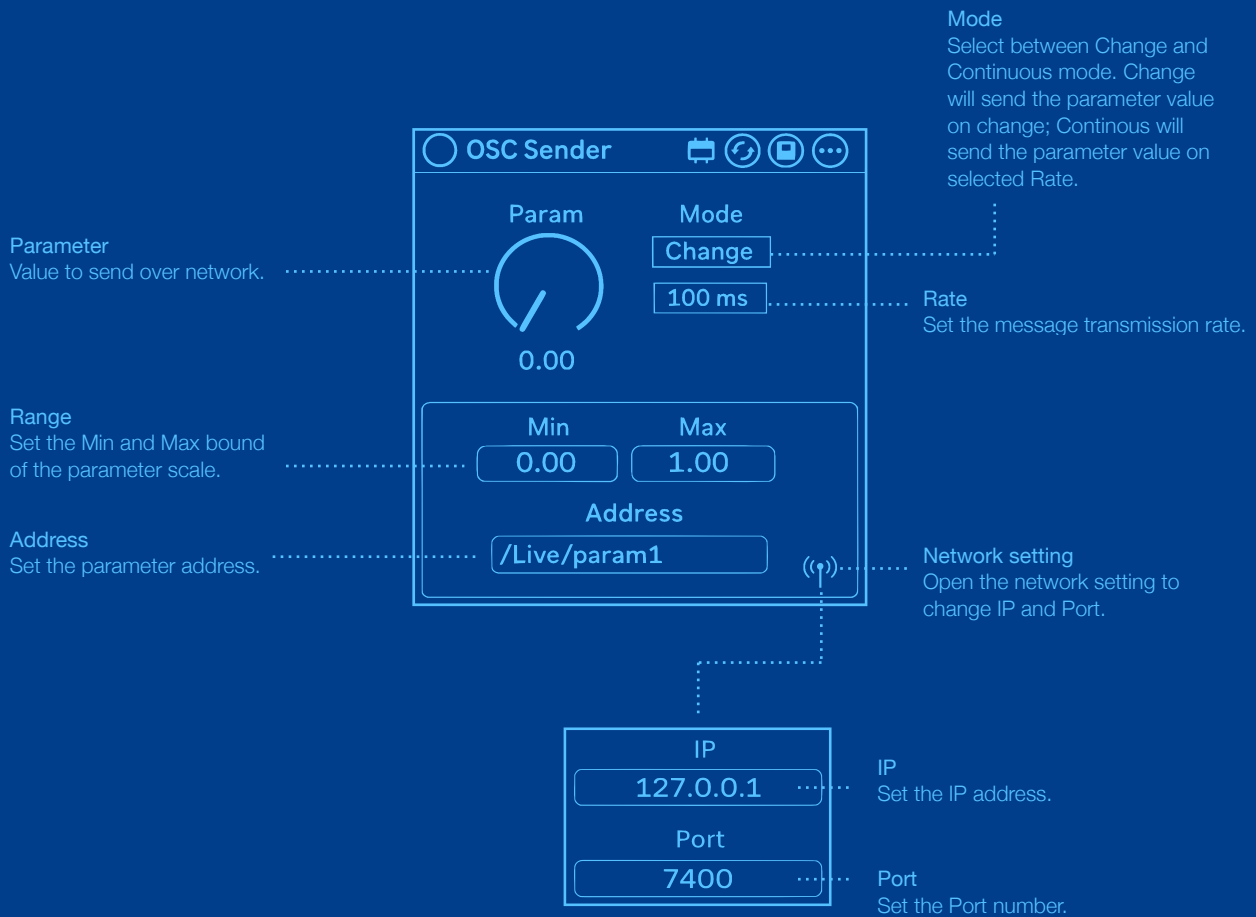 Mode
Select between Change and
Continuous mode. Change
will send the parameter value
on change; Continous will
send the parameter value on
selected Rate.
OSC Sender
Param
Mode
Change
100 ms
0.00
Parameter
Value to send over network.
Rate
Set the message transmission rate.
Range
Set the Min and Max bound
of the parameter scale.
Min
Max
0.00
1.00
Address
/Live/param1
Address
Set the parameter address.
Network setting
Open the network setting to
change IP and Port.
IP
127.0.0.1
IP
Set the IP address.
Port
7400
Port
Set the Port number.